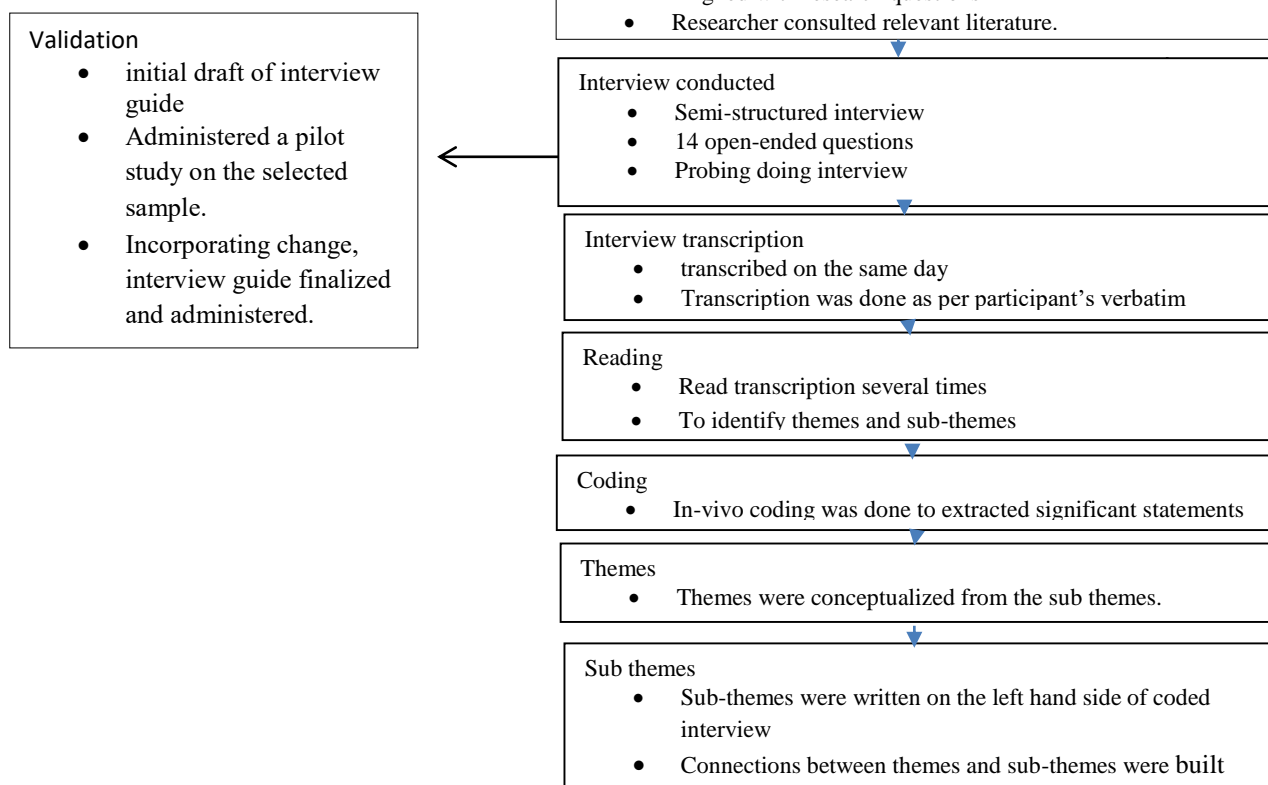 Researcher consulted relevant literature.
Validation
• initial draft of interview
guide
• Administered a pilot
study on the selected
sample.
• Incorporating change,
interview guide finalized
and administered.
Interview conducted
• Semi-structured interview
• 14 open-ended questions
• Probing doing interview
Interview transcription
• transcribed on the same day
• Transcription was done as per participant’s verbatim
Reading
• Read transcription several times
• To identify themes and sub-themes
Coding
• In-vivo coding was done to extracted significant statements
Themes
• Themes were conceptualized from the sub themes.
Sub themes
• Sub-themes were written on the left hand side of coded
interview
• Connections between themes and sub-themes were built